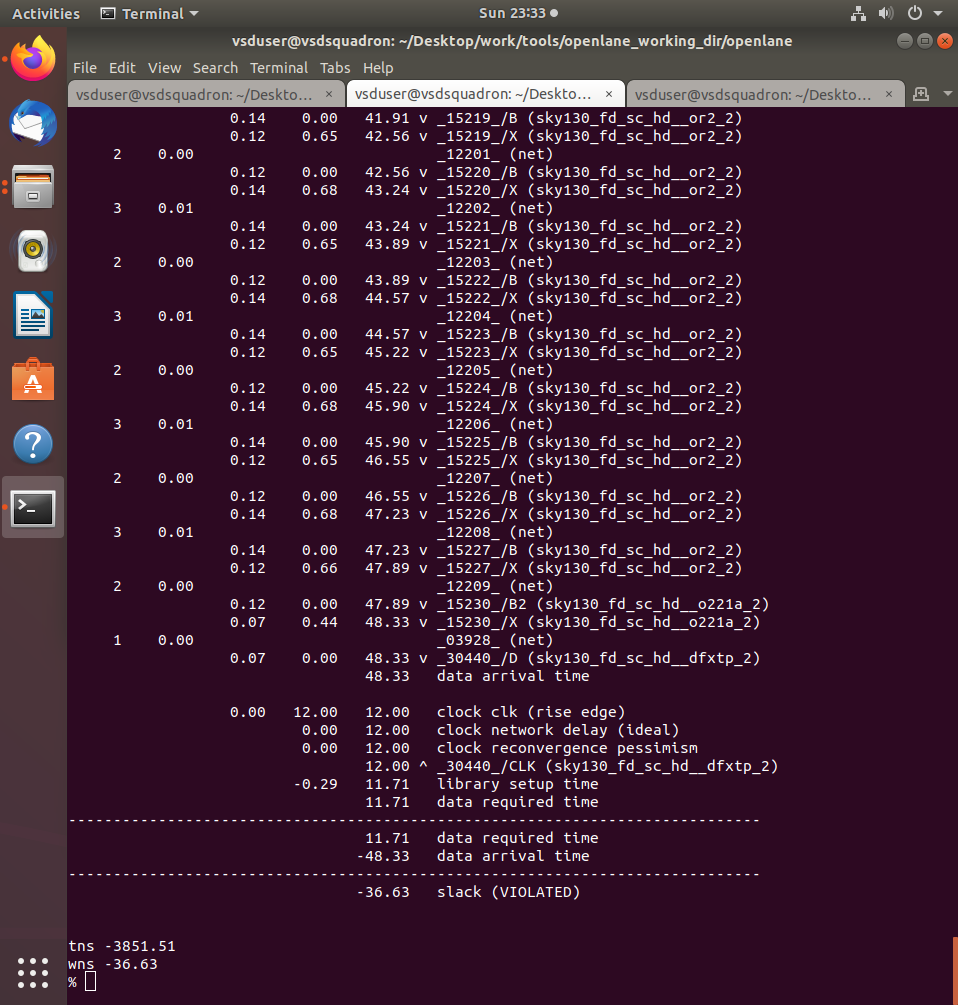 Activities Terminal Sun 23:33
vsduser@vsdsquadron: ~/Desktop/work/tools/openlane_working_dir/openlane
File Edit View Search Terminal Tabs Help
vsduser@vsdsquadron: ~/Deskto... × vsduser@vsdsquadron: ~/Deskto... × vsduser@vsdsquadron: ~/Deskto... ×
0.14 0.00 41.91 v _15219_/B (sky130_fd_sc_hd__or2_2)
0.12 0.65 42.56 v _15219_/X (sky130_fd_sc_hd__or2_2)
2 0.00 _12201_ (net)
0.12 0.00 42.56 v _15220_/B (sky130_fd_sc_hd__or2_2)
0.14 0.68 43.24 v _15220_/X (sky130_fd_sc_hd__or2_2)
3 0.01 _12202_ (net)
0.14 0.00 43.24 v _15221_/B (sky130_fd_sc_hd__or2_2)
0.12 0.65 43.89 v _15221_/X (sky130_fd_sc_hd__or2_2)
2 0.00 _12203_ (net)
0.12 0.00 43.89 v _15222_/B (sky130_fd_sc_hd__or2_2)
0.14 0.68 44.57 v _15222_/X (sky130_fd_sc_hd__or2_2)
3 0.01 _12204_ (net)
0.14 0.00 44.57 v _15223_/B (sky130_fd_sc_hd__or2_2)
0.12 0.65 45.22 v _15223_/X (sky130_fd_sc_hd__or2_2)
2 0.00 _12205_ (net)
0.12 0.00 45.22 v _15224_/B (sky130_fd_sc_hd__or2_2)
0.14 0.68 45.90 v _15224_/X (sky130_fd_sc_hd__or2_2)
3 0.01 _12206_ (net)
0.14 0.00 45.90 v _15225_/B (sky130_fd_sc_hd__or2_2)
0.12 0.65 46.55 v _15225_/X (sky130_fd_sc_hd__or2_2)
2 0.00 _12207_ (net)
0.12 0.00 46.55 v _15226_/B (sky130_fd_sc_hd__or2_2)
0.14 0.68 47.23 v _15226_/X (sky130_fd_sc_hd__or2_2)
3 0.01 _12208_ (net)
0.14 0.00 47.23 v _15227_/B (sky130_fd_sc_hd__or2_2)
0.12 0.66 47.89 v _15227_/X (sky130_fd_sc_hd__or2_2)
2 0.00 _12209_ (net)
0.12 0.00 47.89 v _15230_/B2 (sky130_fd_sc_hd__o221a_2)
0.07 0.44 48.33 v _15230_/X (sky130_fd_sc_hd__o221a_2)
1 0.00 _03928_ (net)
0.07 0.00 48.33 v _30440_/D (sky130_fd_sc_hd__dfxtp_2)
48.33 data arrival time
0.00 12.00 12.00 clock clk (rise edge)
0.00 12.00 clock network delay (ideal)
0.00 12.00 clock reconvergence pessimism
12.00 ^ _30440_/CLK (sky130_fd_sc_hd__dfxtp_2)
-0.29 11.71 library setup time
11.71 data required time
-----------------------------------------------------------------------------
11.71 data required time
-48.33 data arrival time
-----------------------------------------------------------------------------
-36.63 slack (VIOLATED)
tns -3851.51
wns -36.63
%